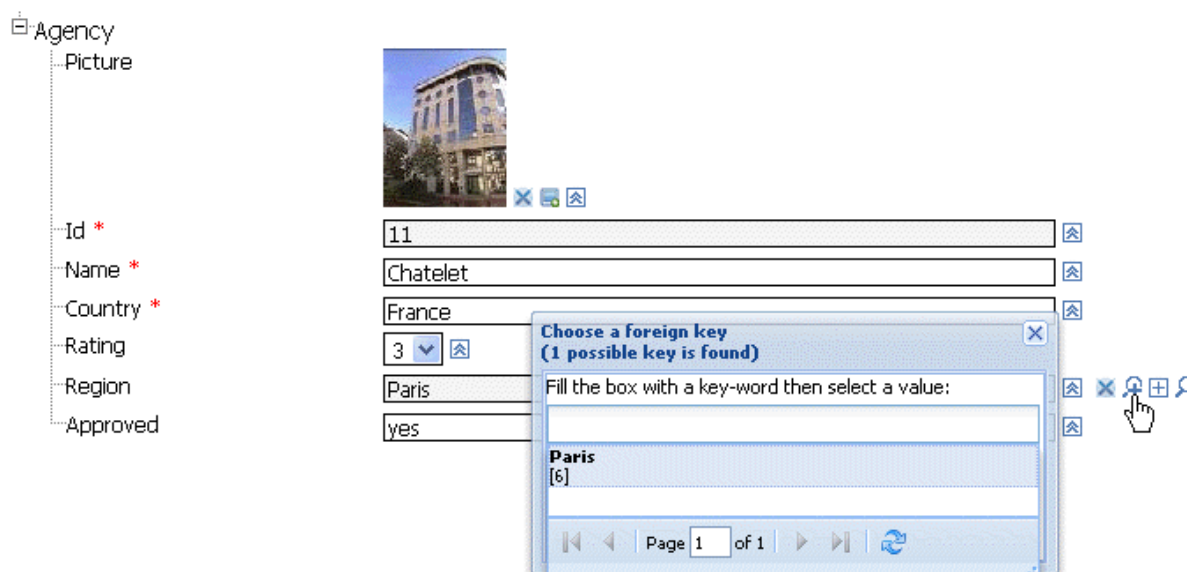 Agency
Picture
Id *
11
Name *
Chatelet
Country *
France
Rating
3
Region
Paris
Approved
yes
Choose a foreign key
(1 possible key is found)
Fill the box with a key-word then select a value:
Paris
[6]
Page 1 of 1